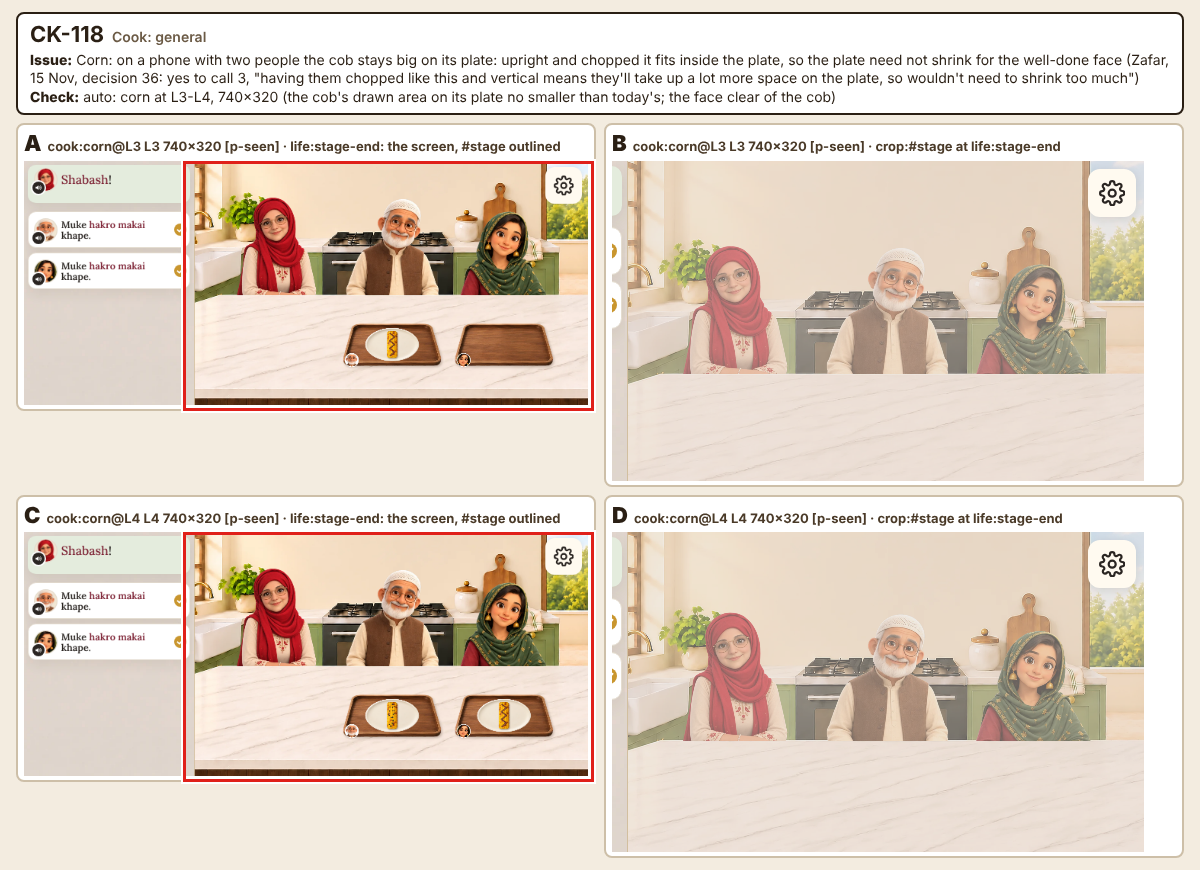 CK-118 Cook: general
Issue: Corn: on a phone with two people the cob stays big on its plate: upright and chopped it fits inside the plate, so the plate need not shrink for the well-done face (Zafar,
15 Nov, decision 36: yes to call 3, "having them chopped like this and vertical means they'll take up a lot more space on the plate, so wouldn't need to shrink too much")
Check: auto: corn at L3-L4, 740×320 (the cob's drawn area on its plate no smaller than today's; the face clear of the cob)
A cook:corn@L3 L3 740×320 [p-seen] · life:stage-end: the screen, #stage outlined
Shabash!
Muke hakro makai
khape.
Muke hakro makai
khape.
B cook:corn@L3 L3 740×320 [p-seen] · crop:#stage at life:stage-end
C cook:corn@L4 L4 740×320 [p-seen] · life:stage-end: the screen, #stage outlined
Shabash!
Muke hakro makai
khape.
Muke hakro makai
khape.
D cook:corn@L4 L4 740×320 [p-seen] · crop:#stage at life:stage-end